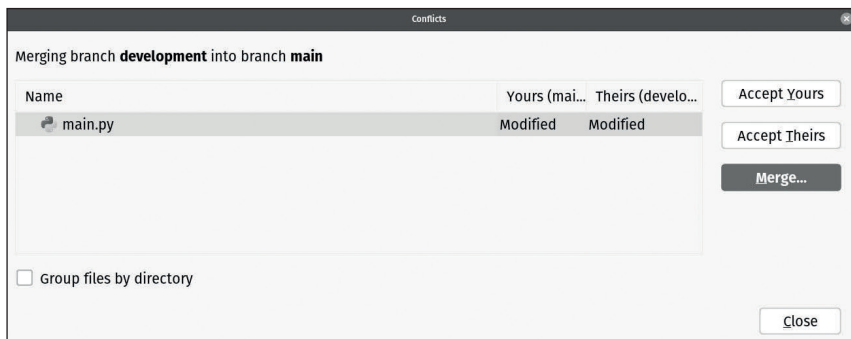 Conflicts
Merging branch development into branch main
Name Yours (mai... Theirs (develo...
main.py Modified Modified
Accept Yours
Accept Theirs
Merge...
Group files by directory
Close